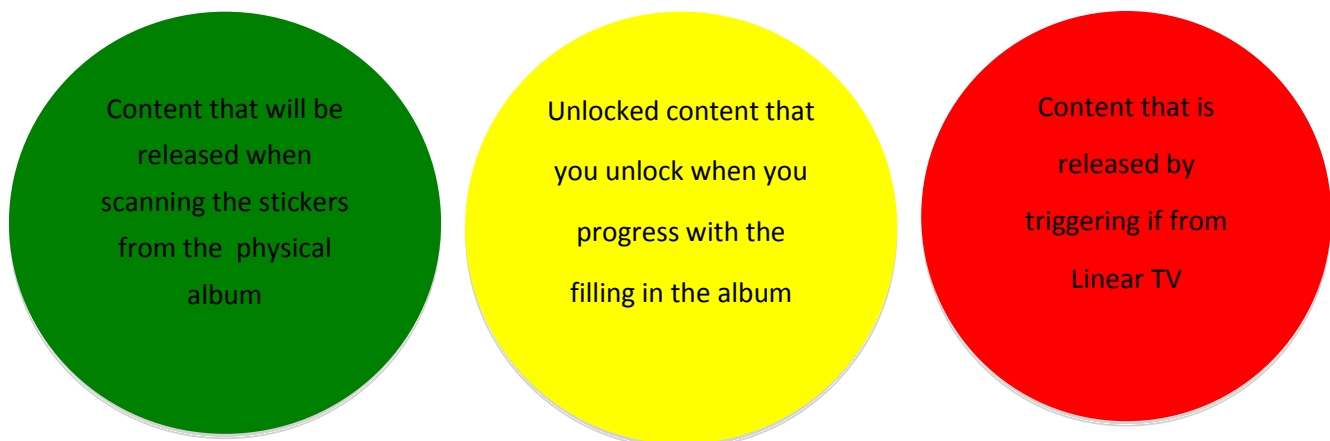 Content that will be
released when
scanning the stickers
from the physical
album
Unlocked content that
you unlock when you
progress with the
filling in the album
Content that is
released by
triggering if from
Linear TV